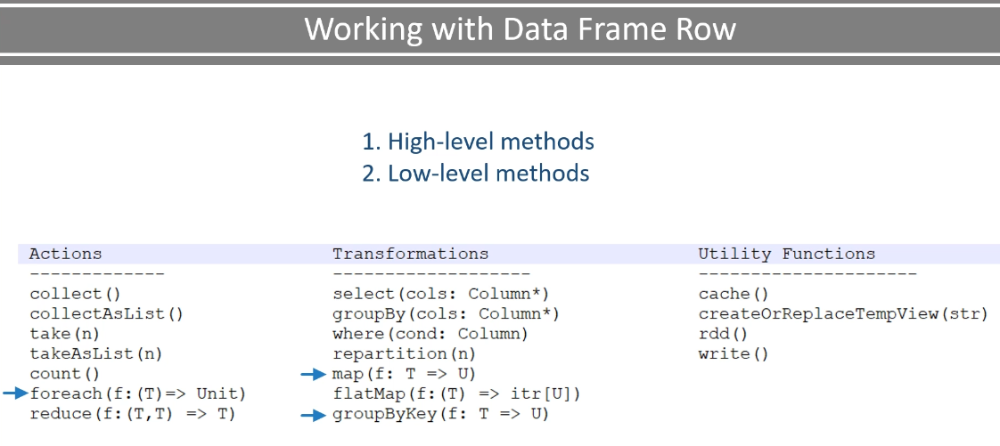 Working with Data Frame Row
1. High-level methods
2. Low-level methods
Actions Transformations Utility Functions
------------- ------------------- ---------------------
collect() select(cols: Column*) cache()
collectAsList() groupBy(cols: Column*) createOrReplaceTempView(str)
take(n) where(cond: Column) rdd()
takeAsList(n) repartition(n) write()
count() map(f: T => U)
foreach(f:(T)=> Unit) flatMap(f:(T) => itr[U])
reduce(f:(T,T) => T) groupByKey(f: T => U)